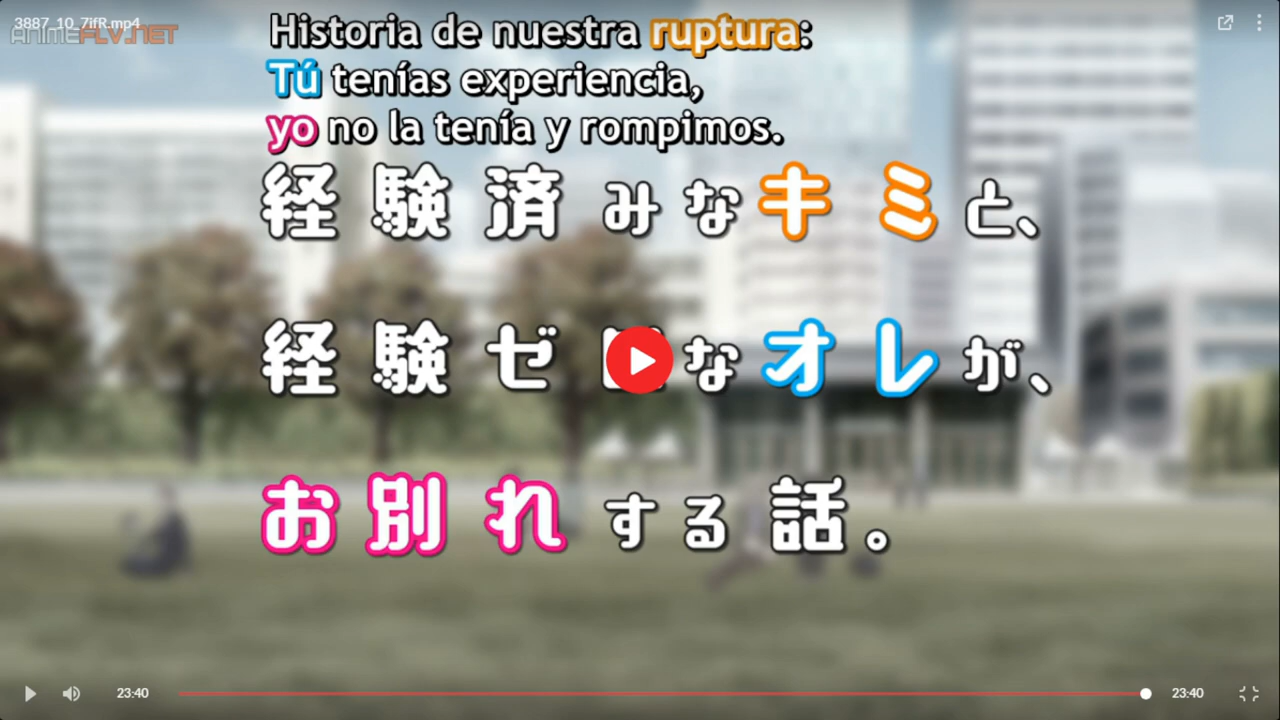 3887_10_7ifR.mp4
ANIMEFLV.NET
Historia de nuestra ruptura:
Tú tenías experiencia,
yo no la tenía y rompimos.
経験済みなキミと、
経験ゼ なオレが、
お別れする話。
23:40 23:40